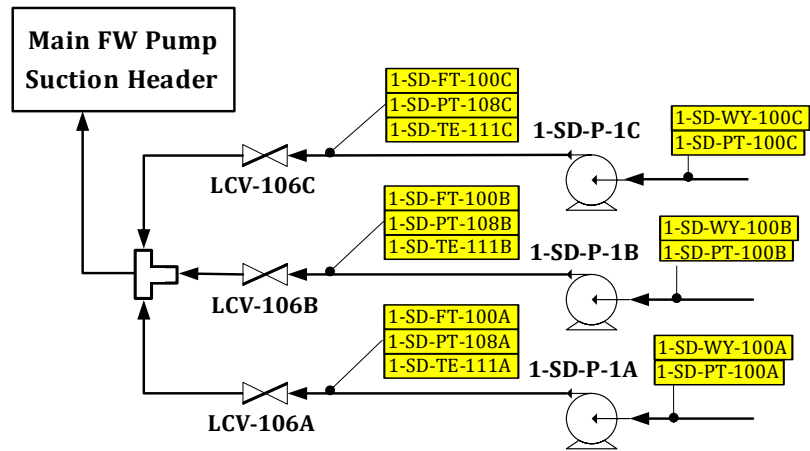 Main FW Pump
Suction Header
1-SD-FT-100C
1-SD-PT-108C
1-SD-TE-111C
1-SD-P-1C
1-SD-WY-100C
1-SD-PT-100C
LCV-106C
1-SD-FT-100B
1-SD-PT-108B
1-SD-TE-111B
1-SD-P-1B
1-SD-WY-100B
1-SD-PT-100B
LCV-106B
1-SD-FT-100A
1-SD-PT-108A
1-SD-TE-111A
1-SD-P-1A
1-SD-WY-100A
1-SD-PT-100A
LCV-106A